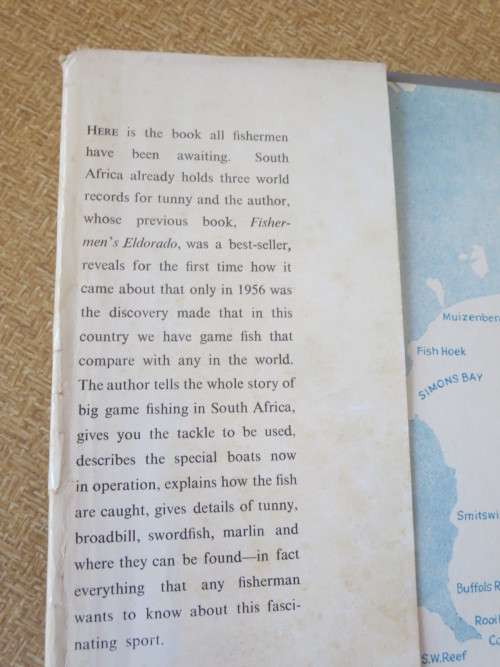 HERE is the book all fishermen
have been awaiting. South
Africa already holds three world
records for tunny and the author,
whose previous book, Fisher-
men's Eldorado, was a best-seller,
reveals for the first time how it
came about that only in 1956 was
the discovery made that in this
country we have game fish that
compare with any in the world.
The author tells the whole story of
big game fishing in South Africa,
gives you the tackle to be used,
describes the special boats now
in operation, explains how the fish
are caught, gives details of tunny,
broadbill, swordfish, marlin and
where they can be found—in fact
everything that any fisherman
wants to know about this fasci-
nating sport.
Muizenber
Fish Hoek
SIMONS BAY
Smitswi
Buffols R
Rooi
S.W.Reef